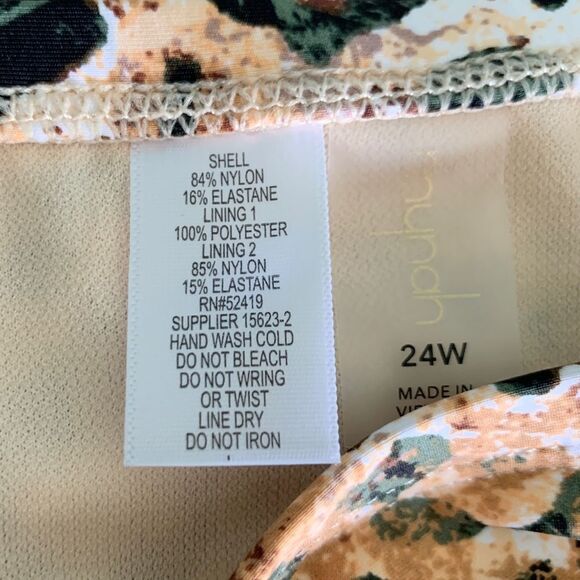 SHELL
84% NYLON
16% ELASTANE
LINING 1
100% POLYESTER
LINING 2
85% NYLON
15% ELASTANE
RN#52419
SUPPLIER 15623-2
HAND WASH COLD
DO NOT BLEACH
DO NOT WRING
OR TWIST
LINE DRY
DO NOT IRON
24W
MADE IN